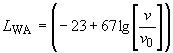 L_WA = (−23 + 67 lg [v / v_0])